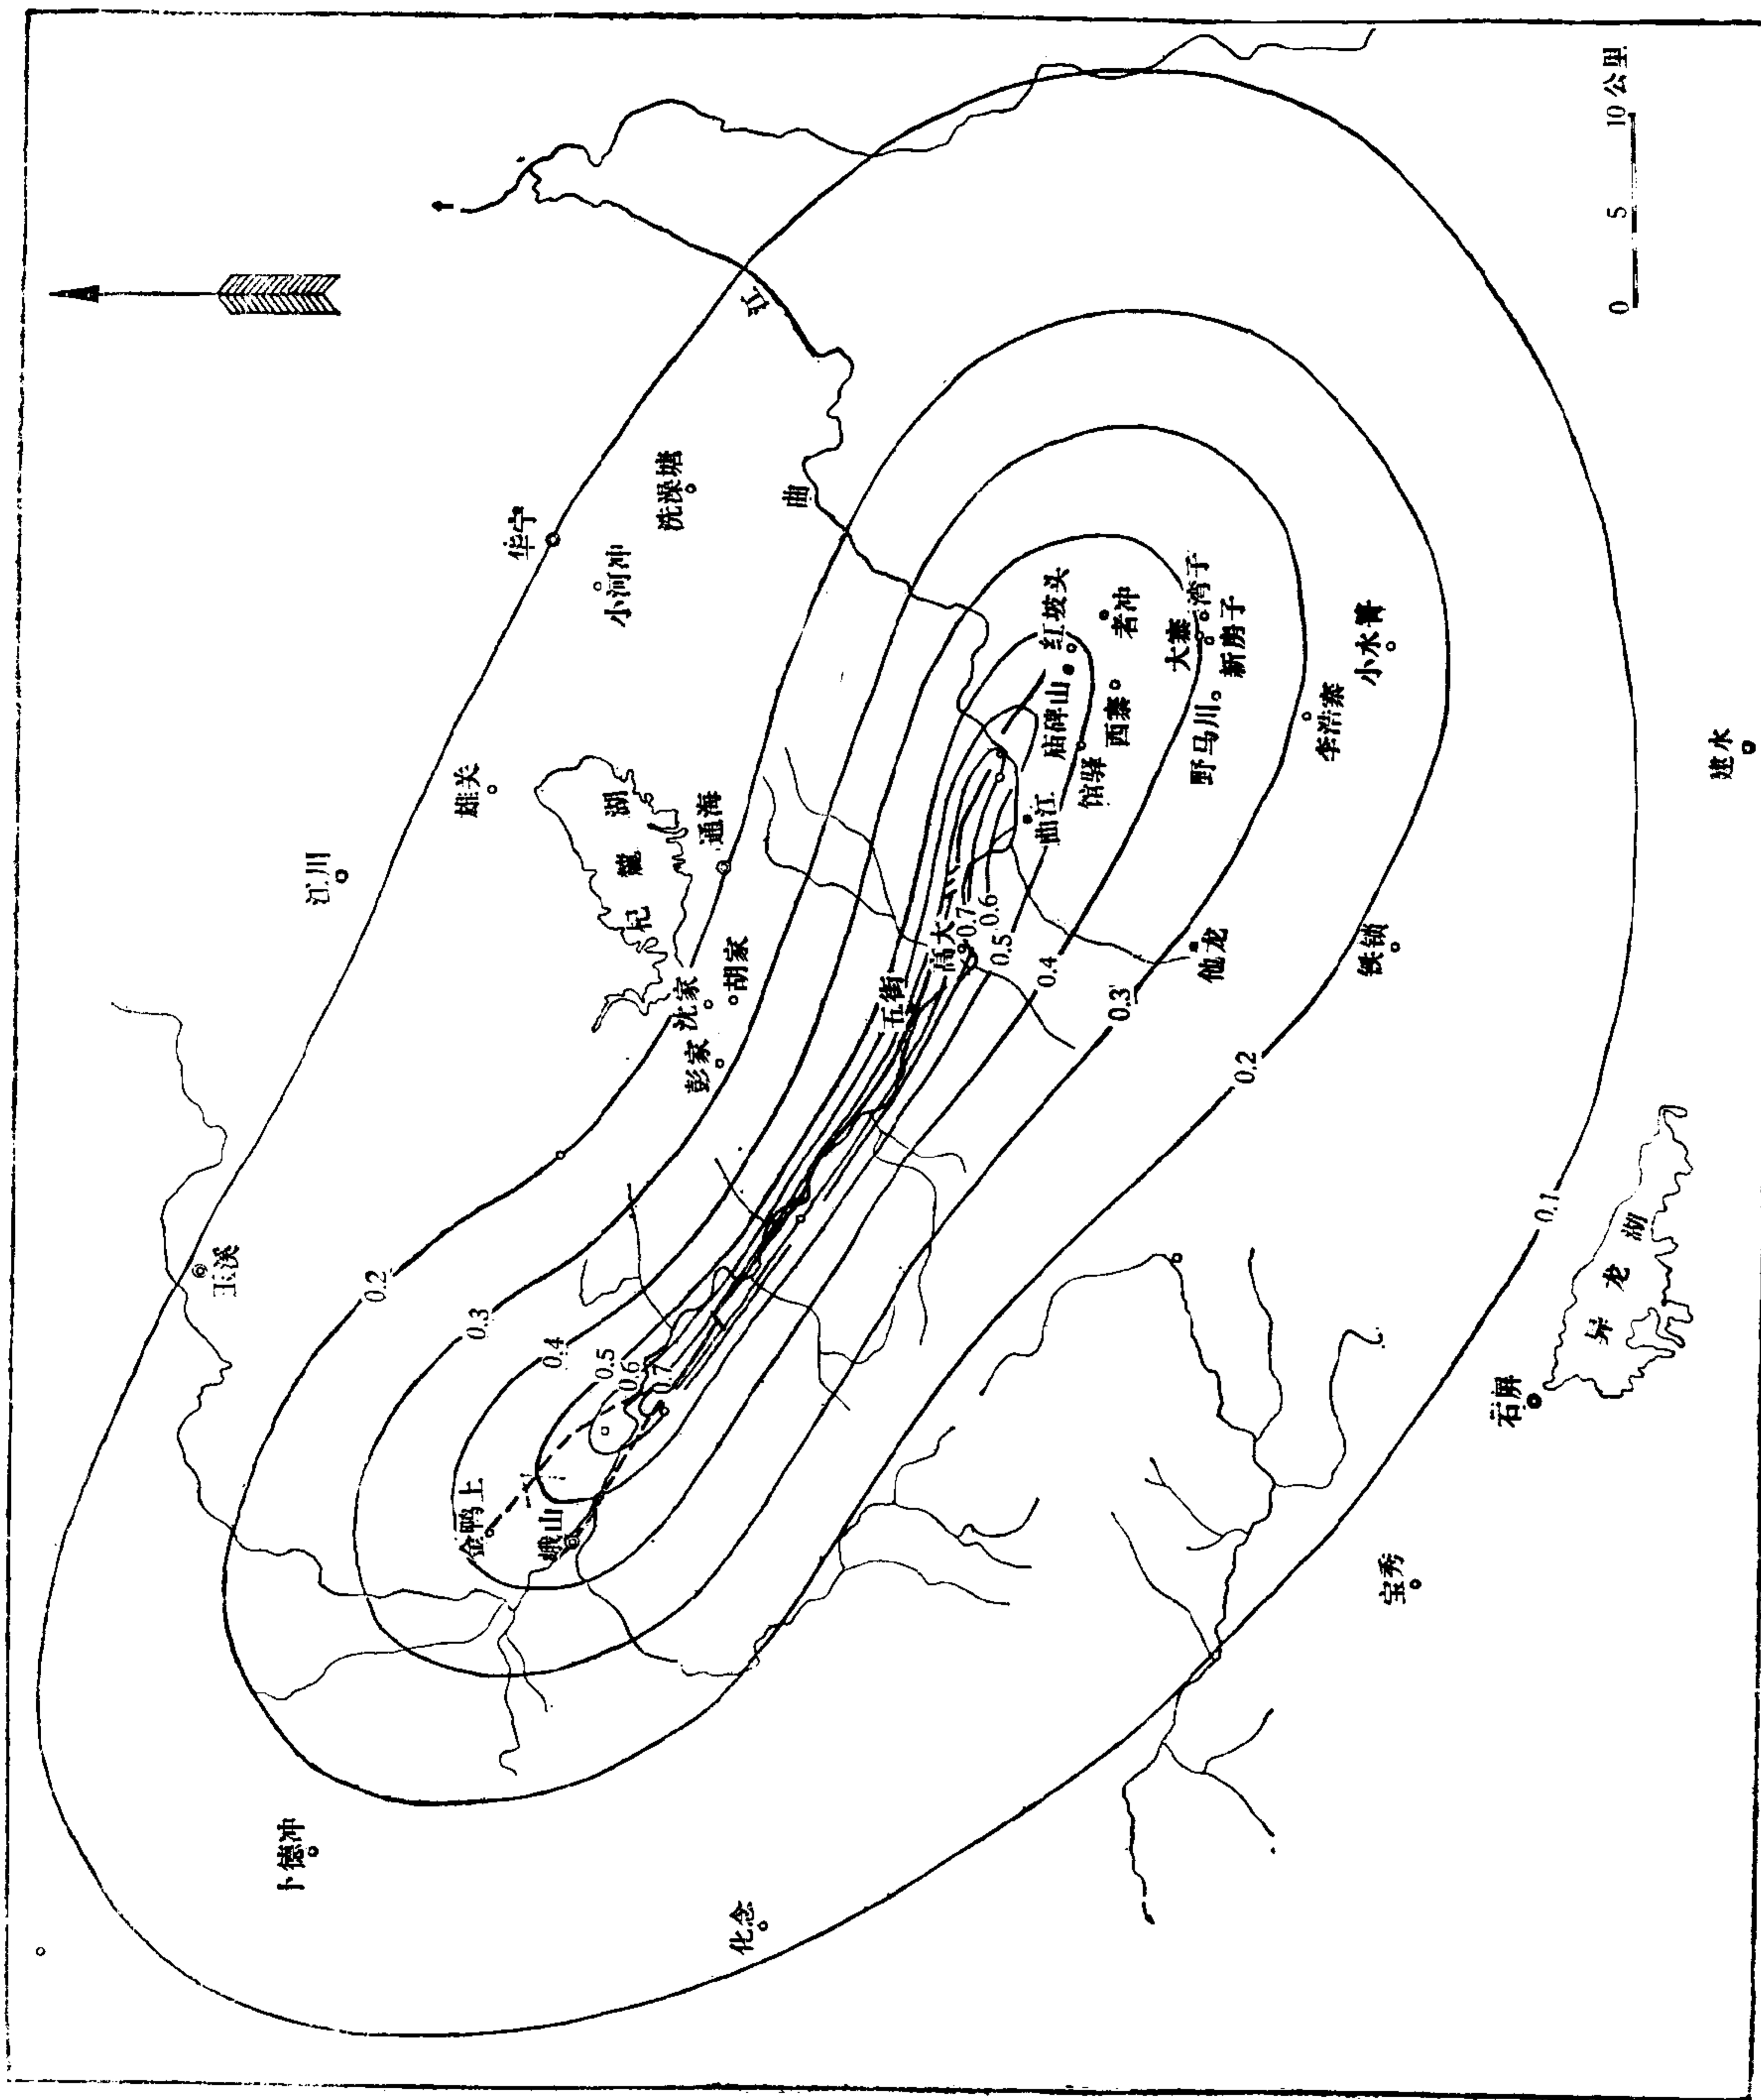 玉溪
江川
雄关
华宁
小河冲
洗澡塘
江
曲
杞
麓
湖
通海
沈家
胡家
彭家
卜德冲
化念
金鸭上
峨山
0.2
0.3
0.4
0.5
0.6
0.7
五街
高大
0.7
0.6
0.5
0.4
0.3
0.2
0.1
曲江
馆驿
庙碑山
红坡头
西寨
者冲
大寨
湾子
新房子
野马川
李浩寨
小水箐
他龙
铁锁
建水
石屏
宝秀
异
龙
湖
0 5 10公里